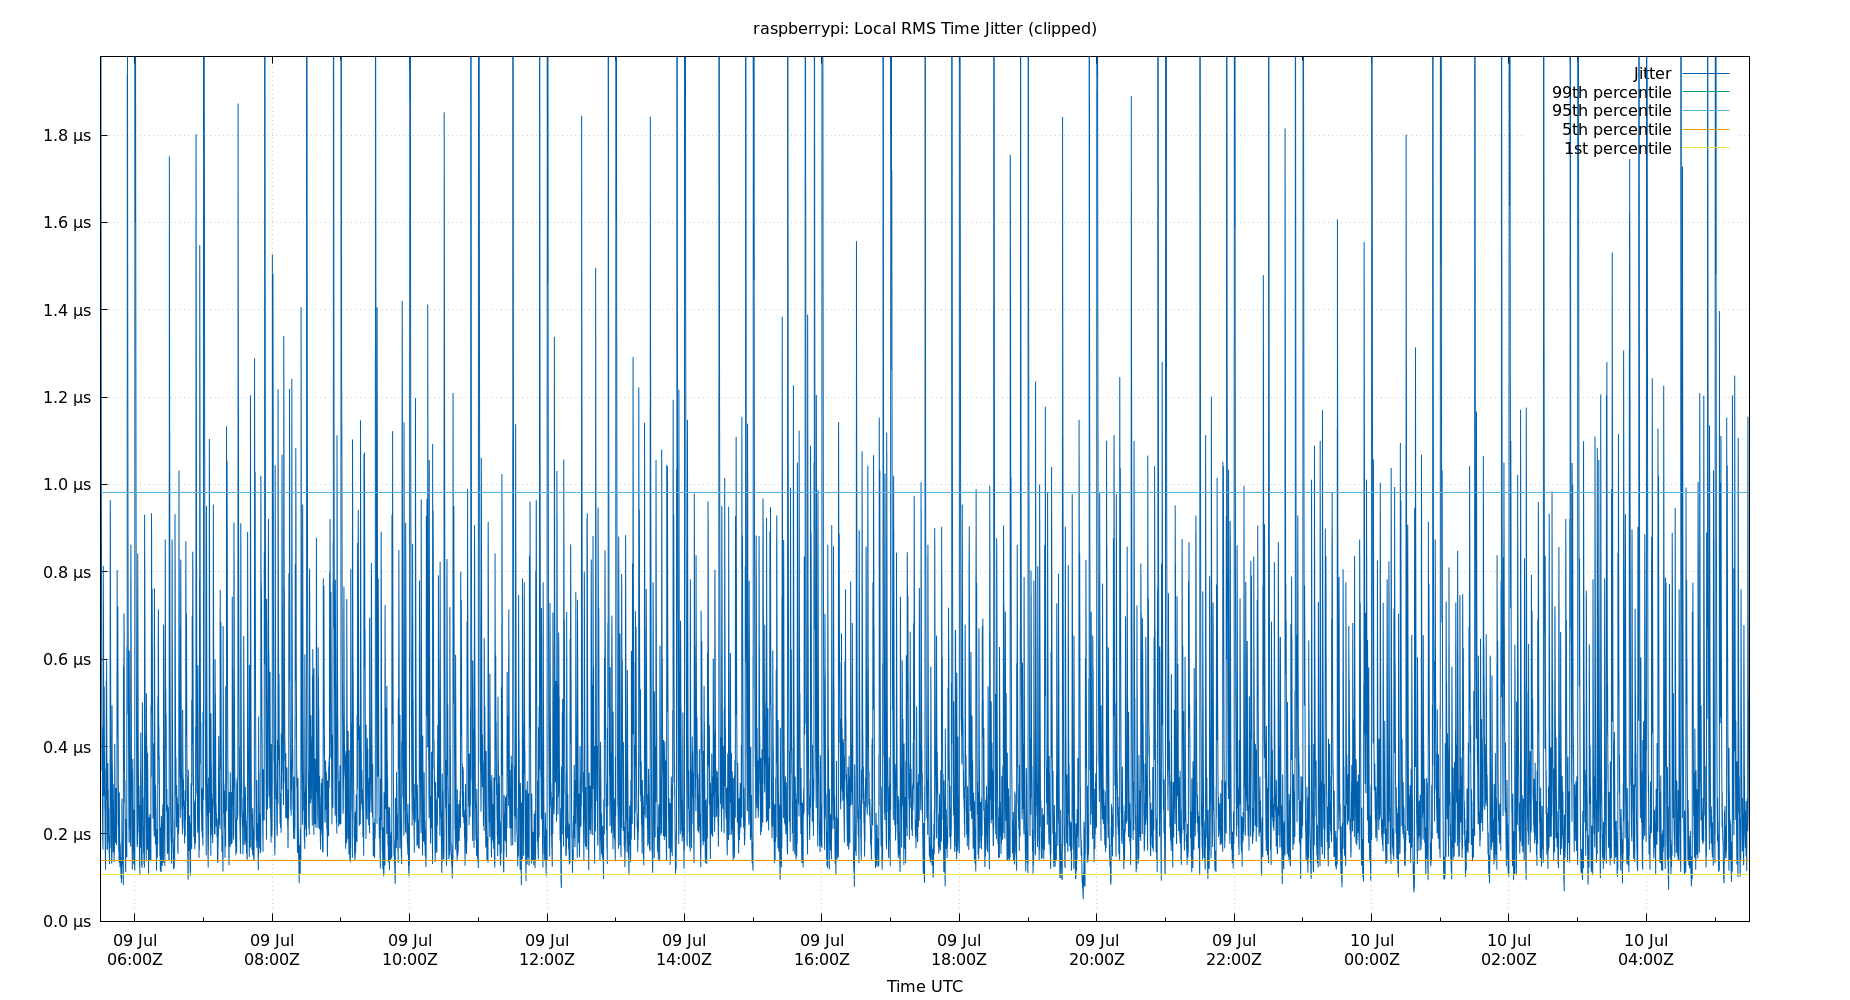 raspberrypi: Local RMS Time Jitter (clipped)
Jitter
99th percentile
95th percentile
5th percentile
1st percentile
1.8 μs
1.6 μs
1.4 μs
1.2 μs
1.0 μs
0.8 μs
0.6 μs
0.4 μs
0.2 μs
0.0 μs
09 Jul 09 Jul 09 Jul 09 Jul 09 Jul 09 Jul 09 Jul 09 Jul 09 Jul 10 Jul 10 Jul 10 Jul
06:00Z 08:00Z 10:00Z 12:00Z 14:00Z 16:00Z 18:00Z 20:00Z 22:00Z 00:00Z 02:00Z 04:00Z
Time UTC